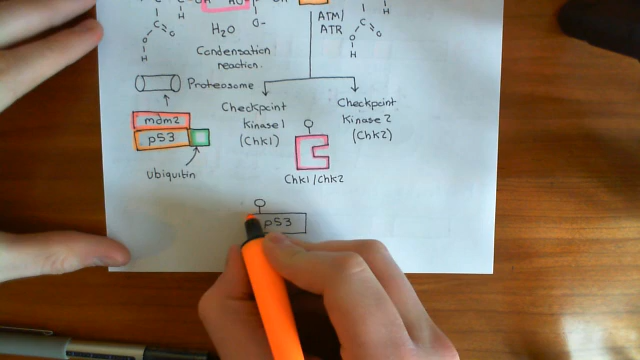 H₂O
O-
Condensation
reaction.
ATM/
ATR
C
O
O
H
C
O
O
H
H
Proteosome
mdm2
p53
Ubiquitin
Checkpoint
Kinase 1
(Chk1)
Checkpoint
Kinase 2
(Chk2)
Chk1/Chk2
p53